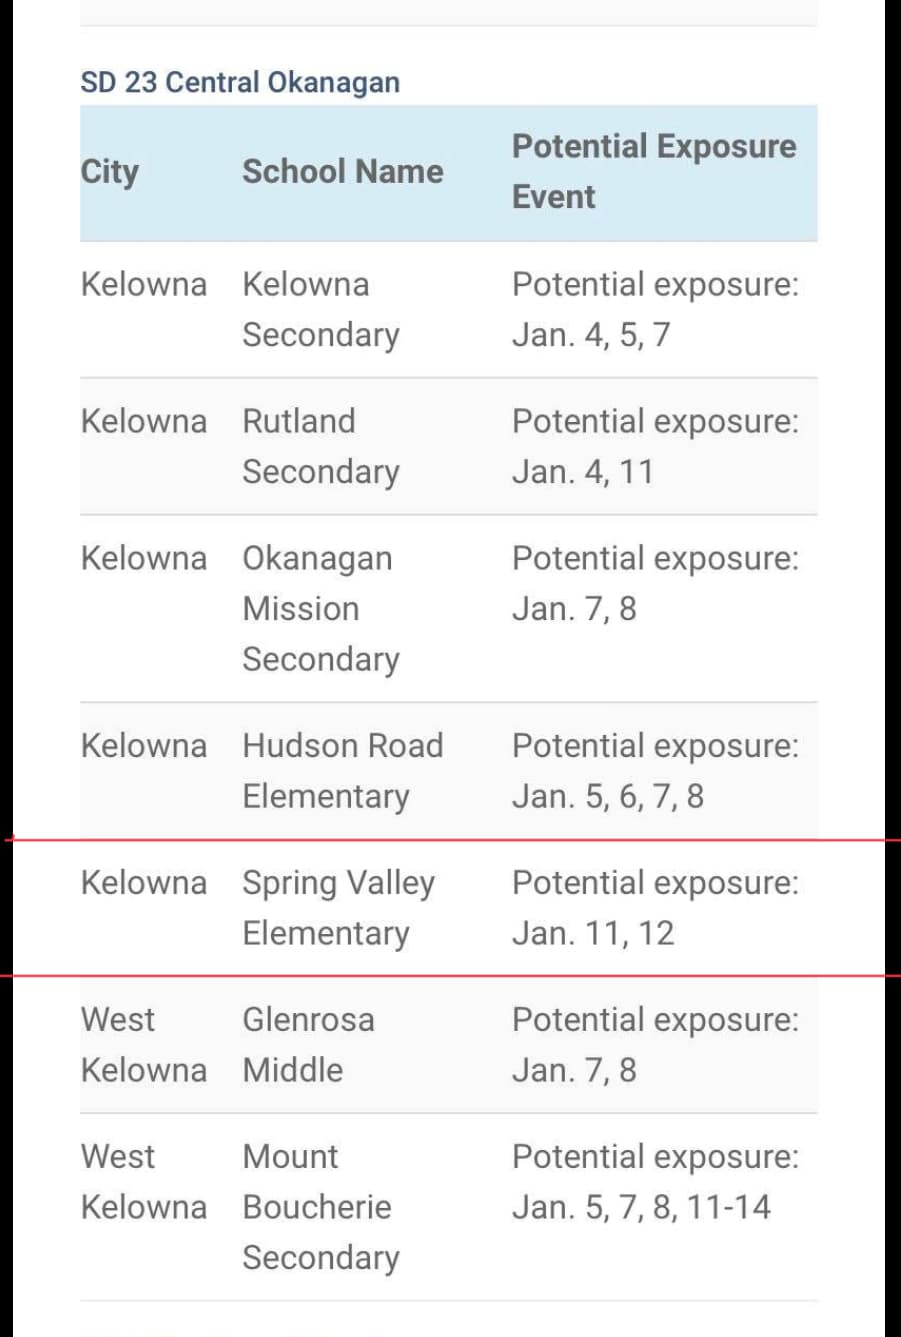 SD 23 Central Okanagan
City School Name Potential Exposure Event
Kelowna Kelowna Secondary Potential exposure: Jan. 4, 5, 7
Kelowna Rutland Secondary Potential exposure: Jan. 4, 11
Kelowna Okanagan Mission Secondary Potential exposure: Jan. 7, 8
Kelowna Hudson Road Elementary Potential exposure: Jan. 5, 6, 7, 8
Kelowna Spring Valley Elementary Potential exposure: Jan. 11, 12
West Kelowna Glenrosa Middle Potential exposure: Jan. 7, 8
West Kelowna Mount Boucherie Secondary Potential exposure: Jan. 5, 7, 8, 11-14